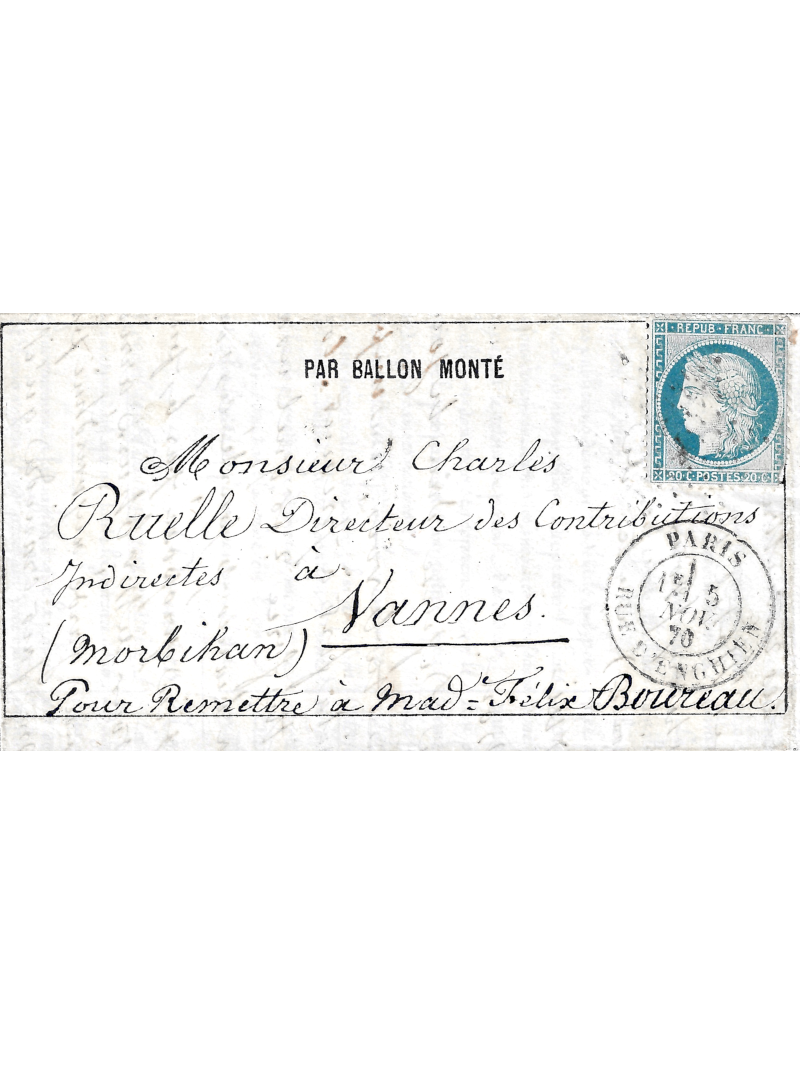 REPUB·FRANC·
20·C·POSTES·20·C·
PAR BALLON MONTÉ
Monsieur Charles
Ruelle Directeur des Contributions
Indirectes à
Vannes.
(Morbihan)
Pour Remettre à Mad= Félix Boureau.
PARIS
5
NOV.
70
RUE D'ENGHIEN